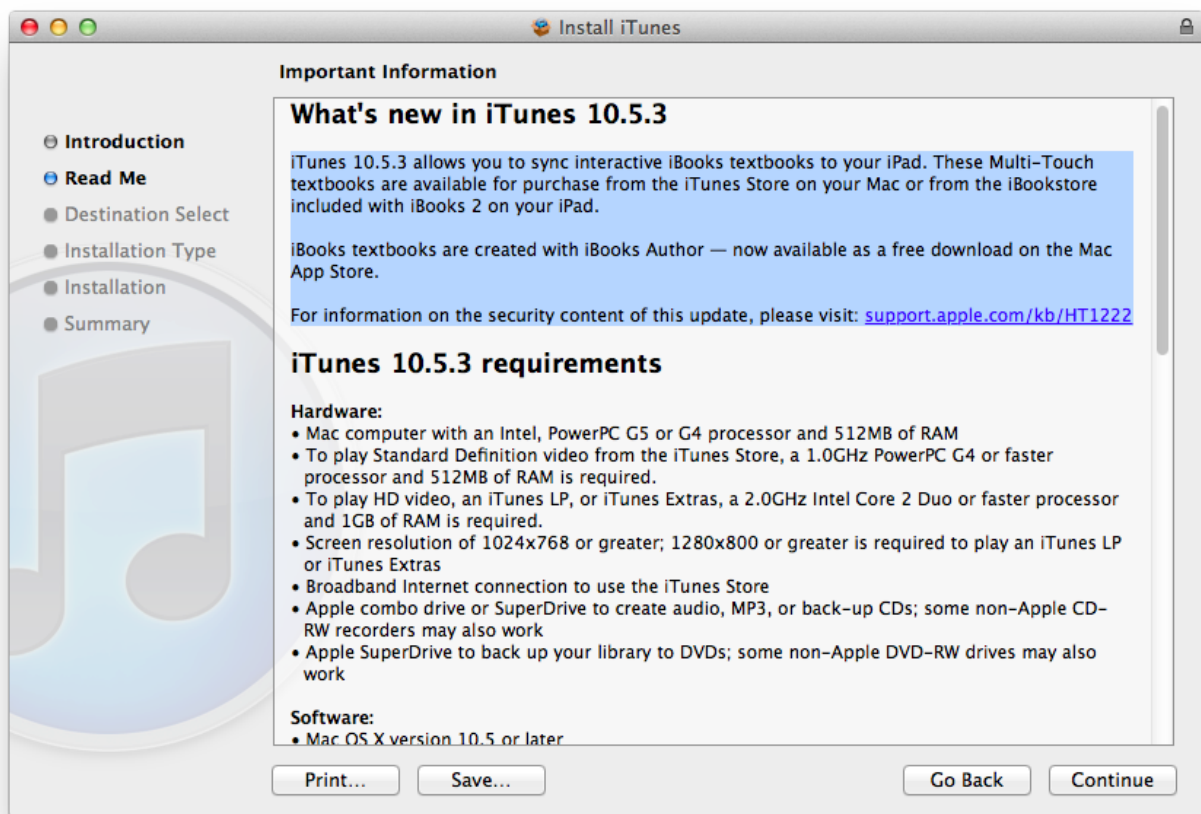 Install iTunes
Important Information
Introduction
Read Me
Destination Select
Installation Type
Installation
Summary
What's new in iTunes 10.5.3
iTunes 10.5.3 allows you to sync interactive iBooks textbooks to your iPad. These Multi-Touch
textbooks are available for purchase from the iTunes Store on your Mac or from the iBookstore
included with iBooks 2 on your iPad.
iBooks textbooks are created with iBooks Author — now available as a free download on the Mac
App Store.
For information on the security content of this update, please visit: support.apple.com/kb/HT1222
iTunes 10.5.3 requirements
Hardware:
• Mac computer with an Intel, PowerPC G5 or G4 processor and 512MB of RAM
• To play Standard Definition video from the iTunes Store, a 1.0GHz PowerPC G4 or faster
processor and 512MB of RAM is required.
• To play HD video, an iTunes LP, or iTunes Extras, a 2.0GHz Intel Core 2 Duo or faster processor
and 1GB of RAM is required.
• Screen resolution of 1024x768 or greater; 1280x800 or greater is required to play an iTunes LP
or iTunes Extras
• Broadband Internet connection to use the iTunes Store
• Apple combo drive or SuperDrive to create audio, MP3, or back-up CDs; some non-Apple CD-
RW recorders may also work
• Apple SuperDrive to back up your library to DVDs; some non-Apple DVD-RW drives may also
work
Software:
• Mac OS X version 10.5 or later
Print...
Save...
Go Back
Continue